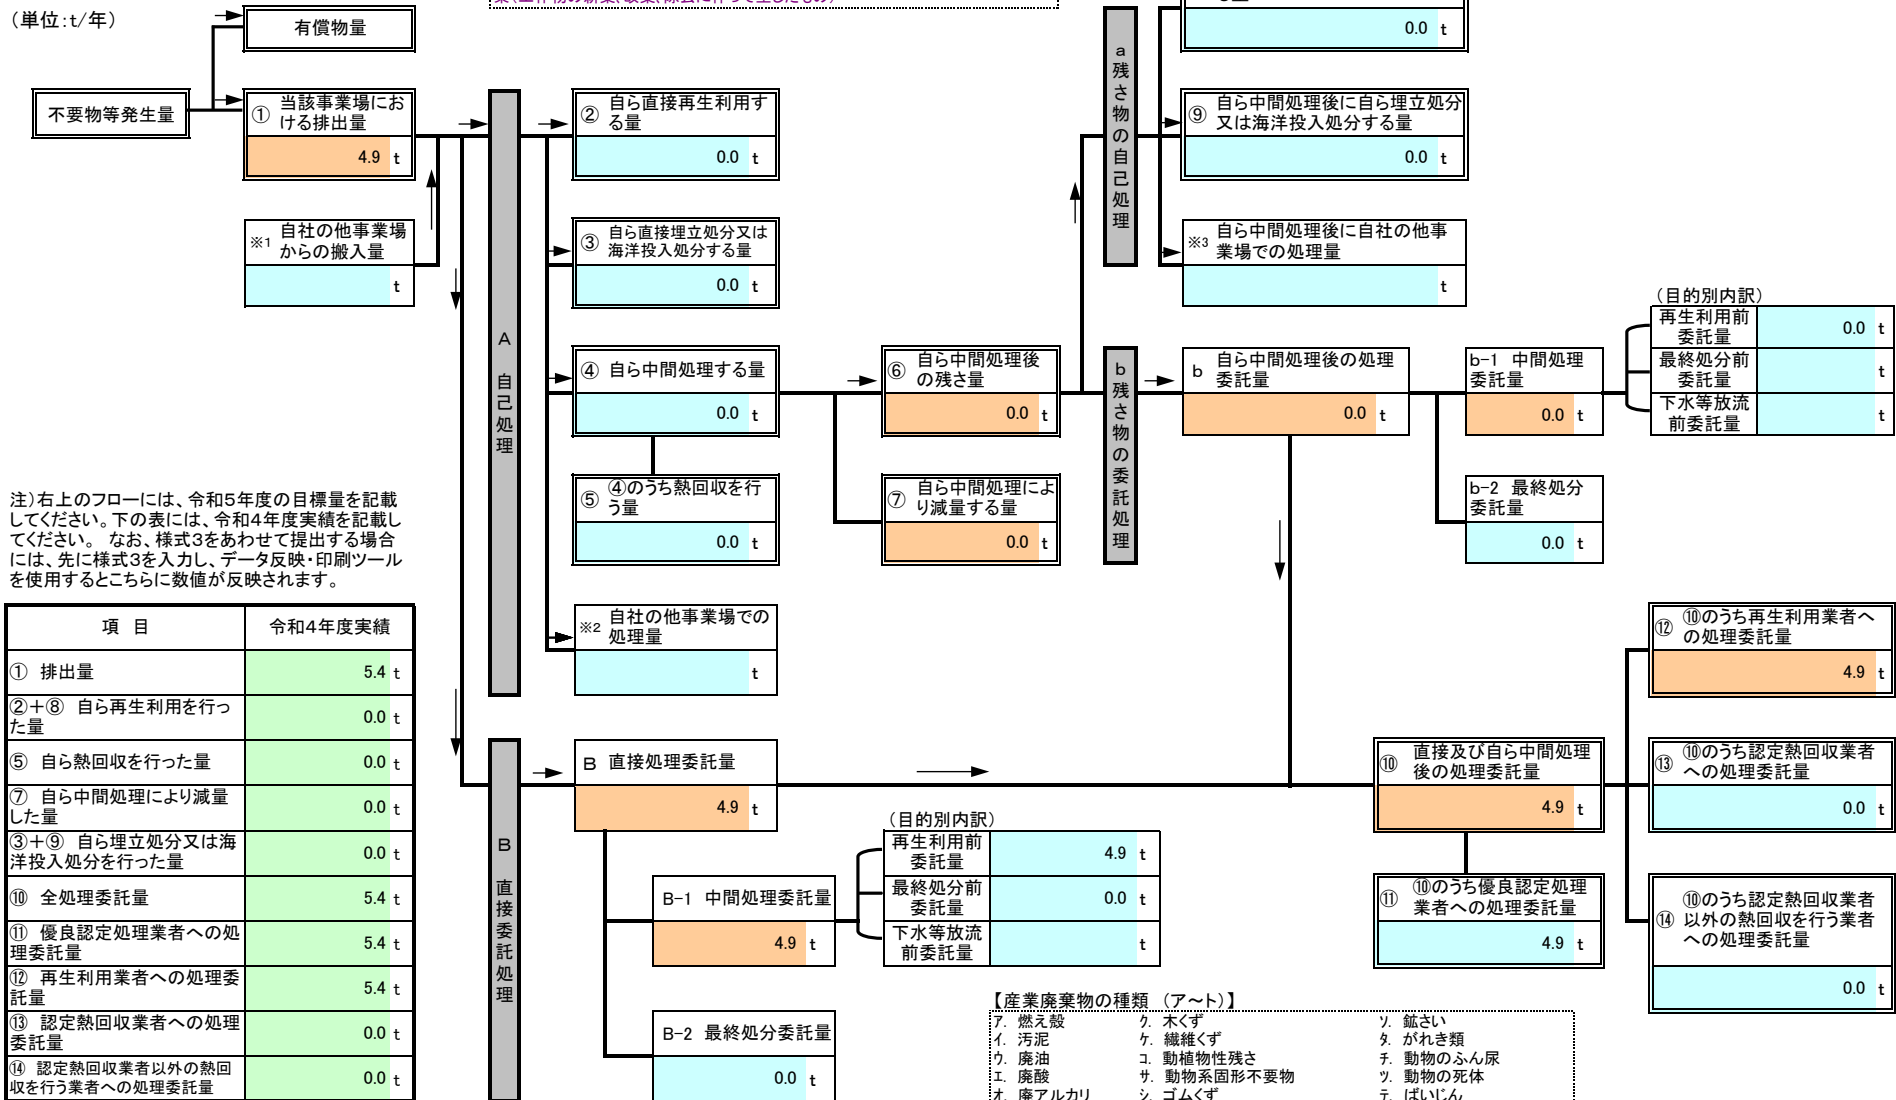 (単位:t/年)
有償物量
不要物等発生量
① 当該事業場にお
ける排出量
4.9 t
※1 自社の他事業場
からの搬入量
t
A 自己処理
② 自ら直接再生利用す
る量
0.0 t
③ 自ら直接埋立処分又は
海洋投入処分する量
0.0 t
④ 自ら中間処理する量
0.0 t
⑤ ④のうち熱回収を行
う量
0.0 t
※2 自社の他事業場での
処理量
t
⑥ 自ら中間処理後
の残さ量
0.0 t
⑦ 自ら中間処理によ
り減量する量
0.0 t
a 残さ物の自己処理
0.0 t
⑨ 自ら中間処理後に自ら埋立処分
又は海洋投入処分する量
0.0 t
※3 自ら中間処理後に自社の他事
業場での処理量
t
b 残さ物の委託処理
b 自ら中間処理後の処理
委託量
0.0 t
b-1 中間処理
委託量
0.0 t
b-2 最終処分
委託量
0.0 t
(目的別内訳)
再生利用前
委託量
0.0 t
最終処分前
委託量
t
下水等放流
前委託量
t
注)右上のフローには、令和5年度の目標量を記載
してください。下の表には、令和4年度実績を記載し
てください。 なお、様式3をあわせて提出する場合
には、先に様式3を入力し、データ反映・印刷ツール
を使用するとこちらに数値が反映されます。
項 目 令和4年度実績
① 排出量 5.4 t
②+⑧ 自ら再生利用を行っ
た量
0.0 t
⑤ 自ら熱回収を行った量 0.0 t
⑦ 自ら中間処理により減量
した量
0.0 t
③+⑨ 自ら埋立処分又は海
洋投入処分を行った量
0.0 t
⑩ 全処理委託量 5.4 t
⑪ 優良認定処理業者への処
理委託量
5.4 t
⑫ 再生利用業者への処理委
託量
5.4 t
⑬ 認定熱回収業者への処理
委託量
0.0 t
⑭ 認定熱回収業者以外の熱回
収を行う業者への処理委託量
0.0 t
B 直接委託処理
B 直接処理委託量
4.9 t
B-1 中間処理委託量
4.9 t
B-2 最終処分委託量
0.0 t
(目的別内訳)
再生利用前
委託量
4.9 t
最終処分前
委託量
0.0 t
下水等放流
前委託量
t
⑩ 直接及び自ら中間処理
後の処理委託量
4.9 t
⑪ ⑩のうち優良認定処理
業者への処理委託量
4.9 t
⑫ ⑩のうち再生利用業者へ
の処理委託量
4.9 t
⑬ ⑩のうち認定熱回収業者
への処理委託量
0.0 t
⑭ ⑩のうち認定熱回収業者
以外の熱回収を行う業者
への処理委託量
0.0 t
【産業廃棄物の種類 (ア~ト)】
ア. 燃え殻 ク. 木くず ソ. 鉱さい
イ. 汚泥 ケ. 繊維くず タ. がれき類
ウ. 廃油 コ. 動植物性残さ チ. 動物のふん尿
エ. 廃酸 サ. 動物系固形不要物 ツ. 動物の死体
オ. 廃アルカリ シ. ゴムくず テ. ばいじん